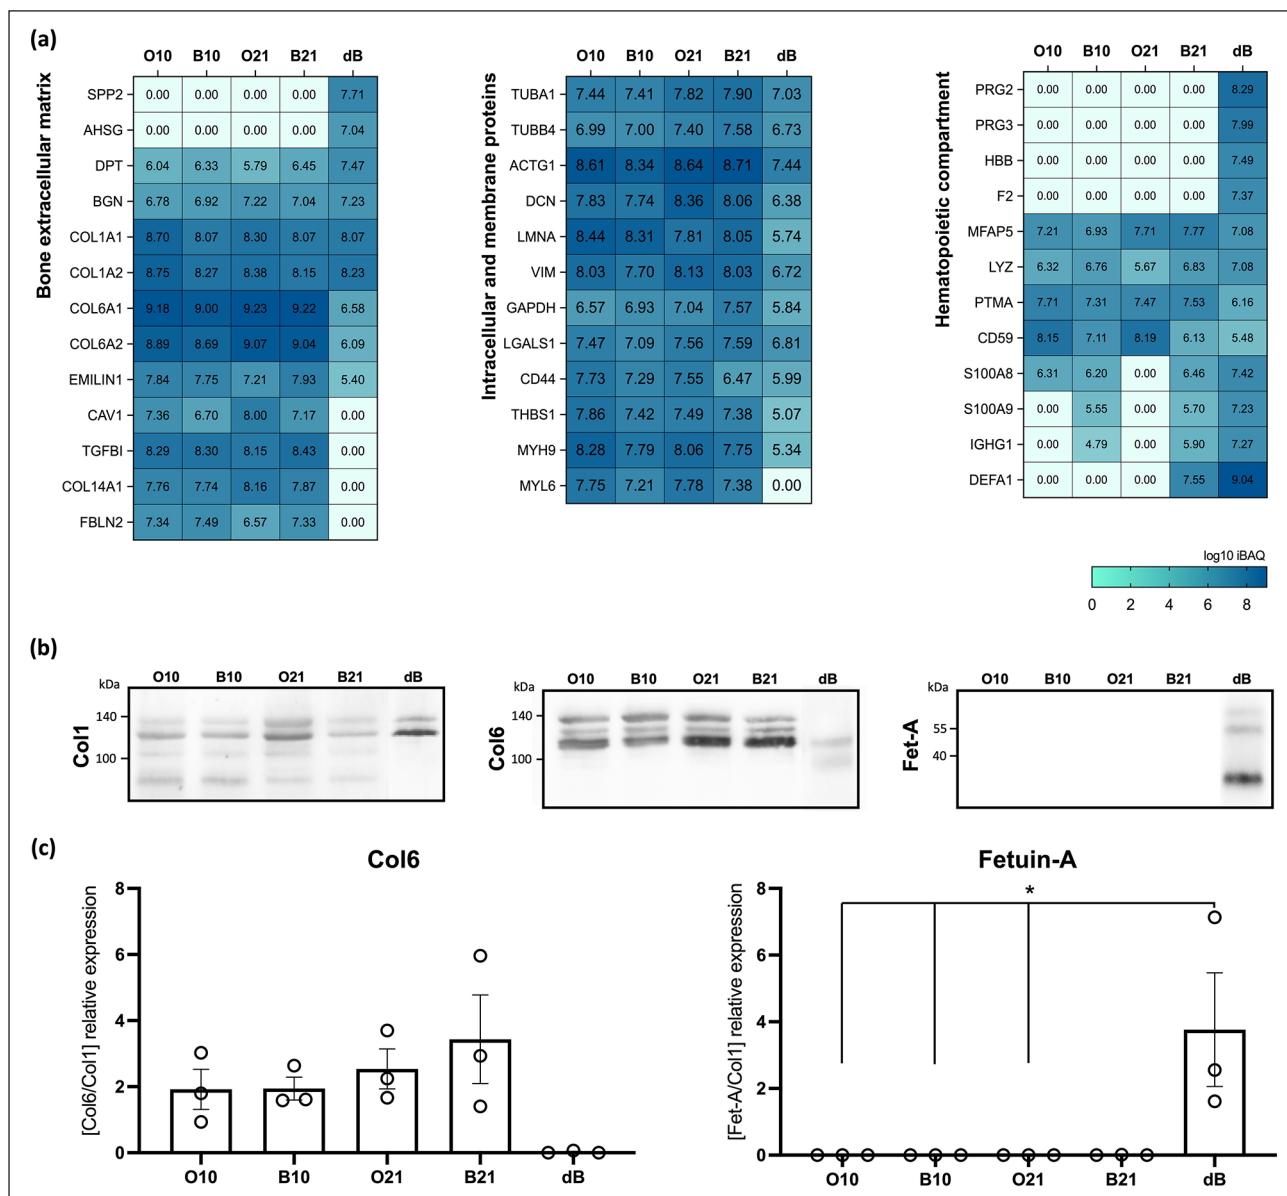 (a)
O10 B10 O21 B21 dB
Bone extracellular matrix
SPP2 0.00 0.00 0.00 0.00 7.71
AHSG 0.00 0.00 0.00 0.00 7.04
DPT 6.04 6.33 5.79 6.45 7.47
BGN 6.78 6.92 7.22 7.04 7.23
COL1A1 8.70 8.07 8.30 8.07 8.07
COL1A2 8.75 8.27 8.38 8.15 8.23
COL6A1 9.18 9.00 9.23 9.22 6.58
COL6A2 8.89 8.69 9.07 9.04 6.09
EMILIN1 7.84 7.75 7.21 7.93 5.40
CAV1 7.36 6.70 8.00 7.17 0.00
TGFBI 8.29 8.30 8.15 8.43 0.00
COL14A1 7.76 7.74 8.16 7.87 0.00
FBLN2 7.34 7.49 6.57 7.33 0.00
O10 B10 O21 B21 dB
Intracellular and membrane proteins
TUBA1 7.44 7.41 7.82 7.90 7.03
TUBB4 6.99 7.00 7.40 7.58 6.73
ACTG1 8.61 8.34 8.64 8.71 7.44
DCN 7.83 7.74 8.36 8.06 6.38
LMNA 8.44 8.31 7.81 8.05 5.74
VIM 8.03 7.70 8.13 8.03 6.72
GAPDH 6.57 6.93 7.04 7.57 5.84
LGALS1 7.47 7.09 7.56 7.59 6.81
CD44 7.73 7.29 7.55 6.47 5.99
THBS1 7.86 7.42 7.49 7.38 5.07
MYH9 8.28 7.79 8.06 7.75 5.34
MYL6 7.75 7.21 7.78 7.38 0.00
O10 B10 O21 B21 dB
Hematopoietic compartment
PRG2 0.00 0.00 0.00 0.00 8.29
PRG3 0.00 0.00 0.00 0.00 7.99
HBB 0.00 0.00 0.00 0.00 7.49
F2 0.00 0.00 0.00 0.00 7.37
MFAP5 7.21 6.93 7.71 7.77 7.08
LYZ 6.32 6.76 5.67 6.83 7.08
PTMA 7.71 7.31 7.47 7.53 6.16
CD59 8.15 7.11 8.19 6.13 5.48
S100A8 6.31 6.20 0.00 6.46 7.42
S100A9 0.00 5.55 0.00 5.70 7.23
IGHG1 0.00 4.79 0.00 5.90 7.27
DEFA1 0.00 0.00 0.00 7.55 9.04
log10 iBAQ
0 2 4 6 8
(b)
O10 B10 O21 B21 dB
kDa
Col1
140
100
O10 B10 O21 B21 dB
kDa
Col6
140
100
O10 B10 O21 B21 dB
kDa
Fet-A
55
40
(c)
Col6
[Col6/Col1] relative expression
8
6
4
2
0
O10 B10 O21 B21 dB
Fetuin-A
[Fet-A/Col1] relative expression
*
8
6
4
2
0
O10 B10 O21 B21 dB